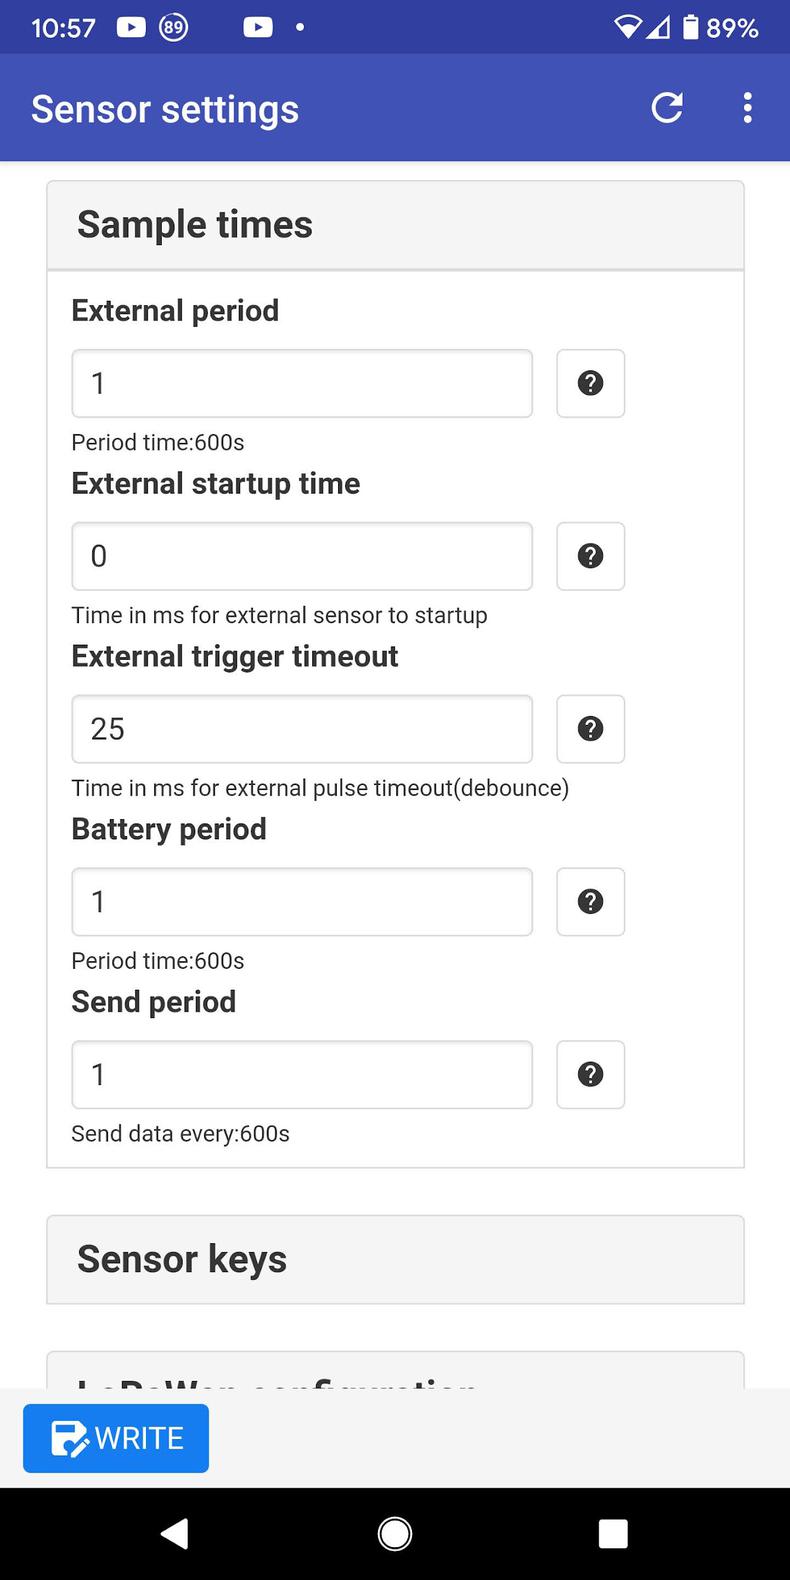 10:57
89
89%
Sensor settings
Sample times
External period
1
Period time:600s
External startup time
0
Time in ms for external sensor to startup
External trigger timeout
25
Time in ms for external pulse timeout(debounce)
Battery period
1
Period time:600s
Send period
1
Send data every:600s
Sensor keys
LoRaWan configuration
WRITE